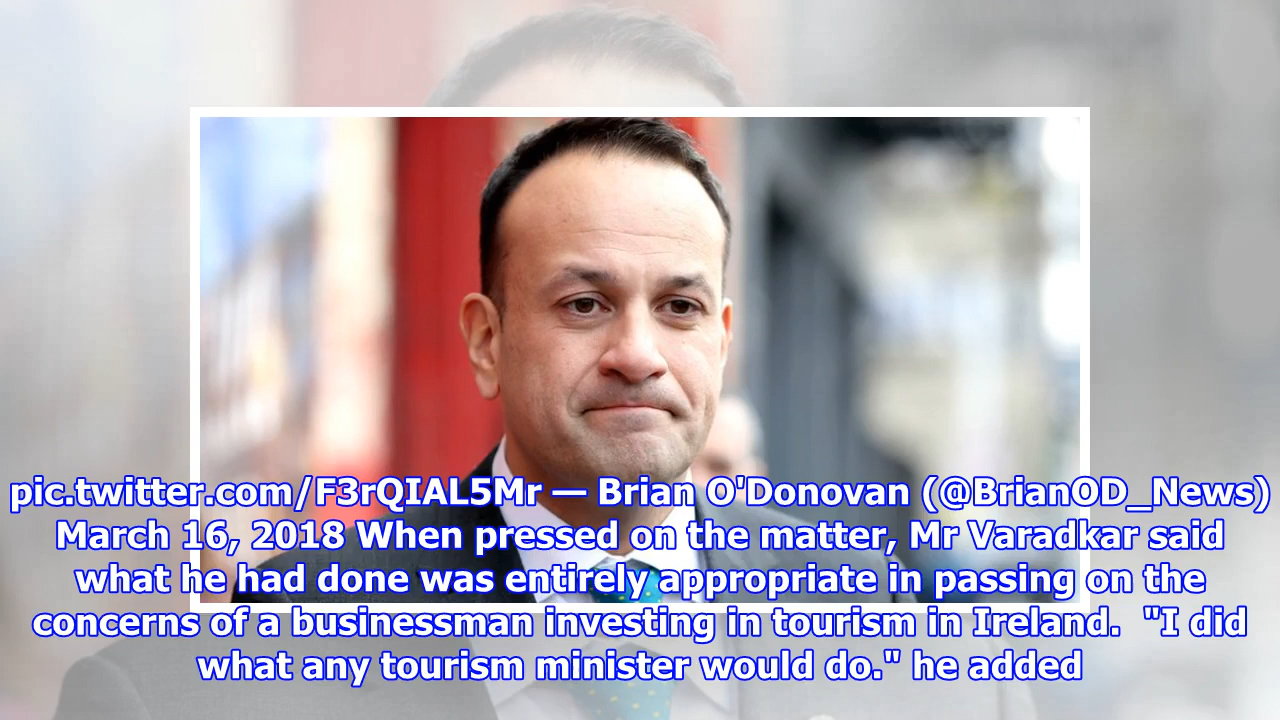 pic.twitter.com/F3rQIAL5Mr — Brian O'Donovan (@BrianOD_News)
March 16, 2018 When pressed on the matter, Mr Varadkar said
what he had done was entirely appropriate in passing on the
concerns of a businessman investing in tourism in Ireland.  "I did
what any tourism minister would do." he added